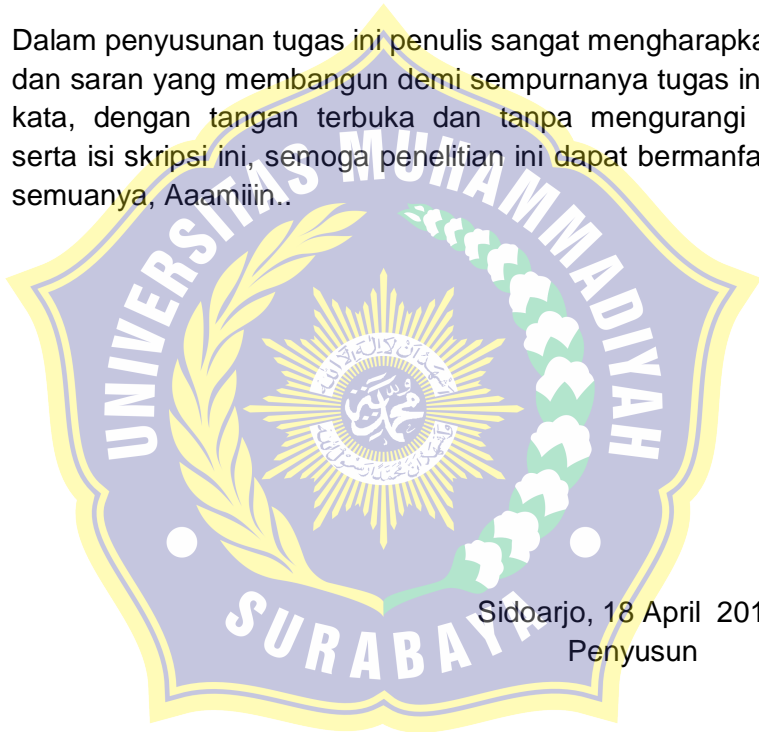 Dalam penyusunan tugas ini penulis sangat mengharapka
dan saran yang membangun demi sempurnanya tugas in
kata, dengan tangan terbuka dan tanpa mengurangi
serta isi skripsi ini, semoga penelitian ini dapat bermanfa
semuanya, Aaamiiin..
UNIVERSITAS MUHAMMADIYAH
SURABAYA
Sidoarjo, 18 April 201
Penyusun